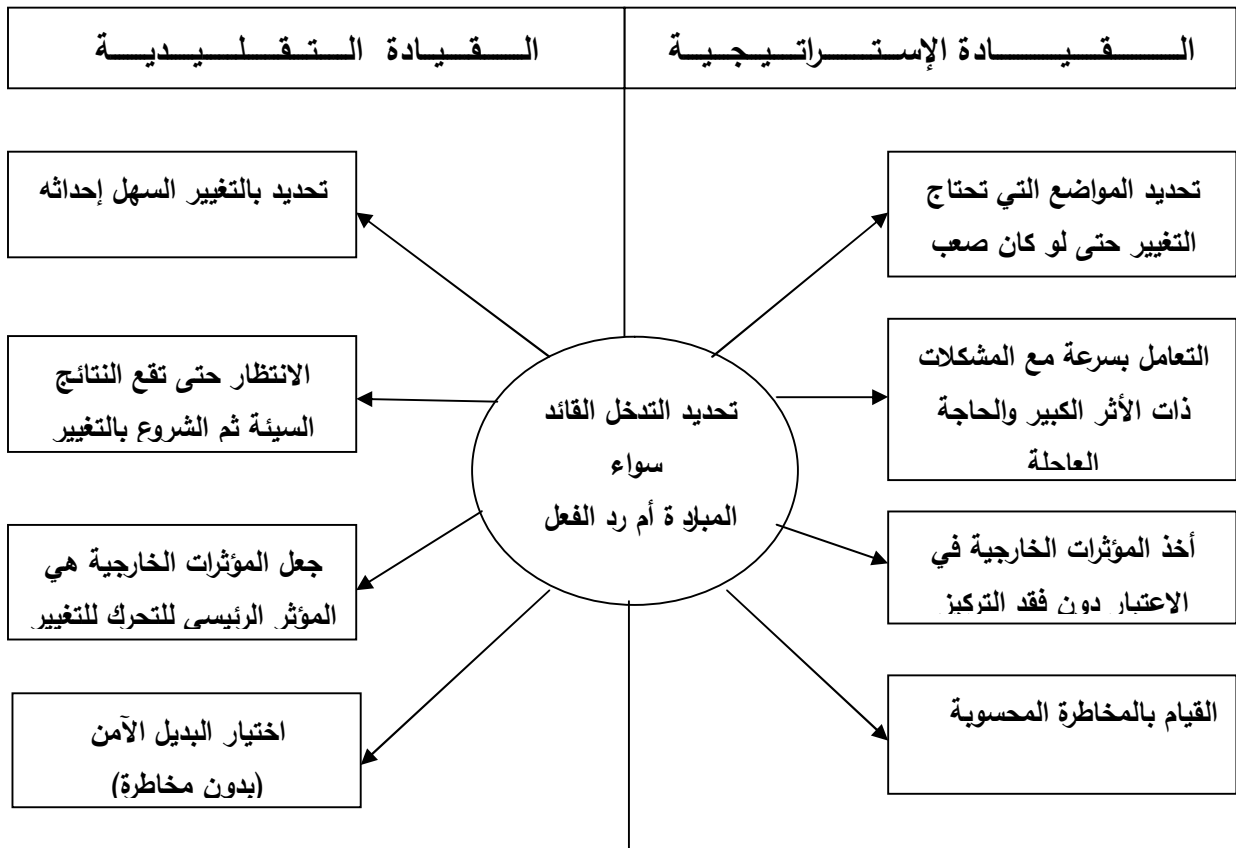 القيادة الإستراتيجية
القيادة التقليدية
تحديد المواضع التي تحتاج
التغيير حتى لو كان صعب
التعامل بسرعة مع المشكلات
ذات الأثر الكبير والحاجة
العاجلة
أخذ المؤثرات الخارجية في
الاعتبار دون فقد التركيز
القيام بالمخاطرة المحسوبة
تحديد التدخل القائد
سواء
المبادرة أم رد الفعل
تحديد بالتغيير السهل إحداثه
الانتظار حتى تقع النتائج
السيئة ثم الشروع بالتغيير
جعل المؤثرات الخارجية هي
المؤثر الرئيسي للتحرك للتغيير
اختيار البديل الآمن
(بدون مخاطرة)